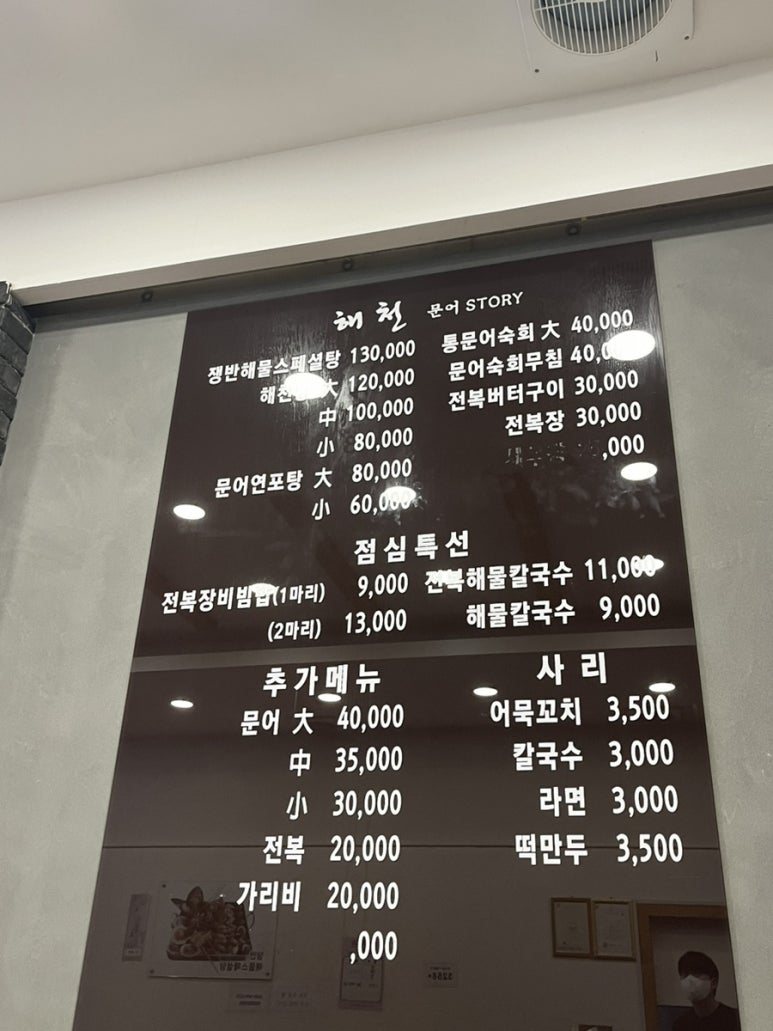 해천 문어 STORY
쟁반해물스페셜탕 130,000
大 120,000
中 100,000
小 80,000
문어연포탕 大 80,000
小 60,000
통문어숙회 大 40,000
문어숙회무침
전복버터구이 30,000
전복장 30,000
,000
점심특선
전복장비빔밥(1마리) 9,000
(2마리) 13,000
전복해물칼국수 11,000
해물칼국수 9,000
추가메뉴
문어 大 40,000
中 35,000
小 30,000
전복 20,000
가리비 20,000
,000
사리
어묵꼬치 3,500
칼국수 3,000
라면 3,000
떡만두 3,500